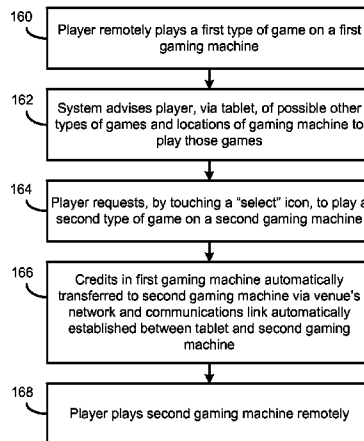 160
Player remotely plays a first type of game on a first
gaming machine
162
System advises player, via tablet, of possible other
types of games and locations of gaming machine to
play those games
164
Player requests, by touching a "select" icon, to play a
second type of game on a second gaming machine
166
Credits in first gaming machine automatically
transferred to second gaming machine via venue's
network and communications link automatically
established between tablet and second gaming
machine
168
Player plays second gaming machine remotely